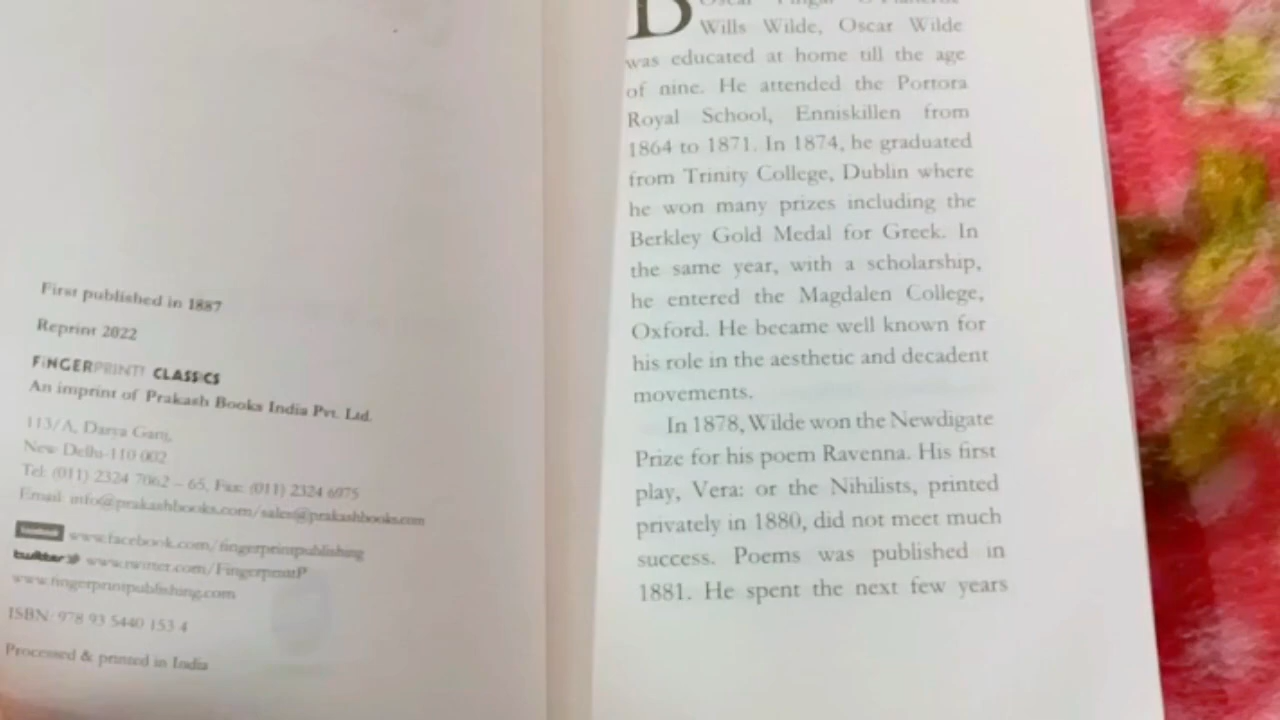 First published in 1887
Reprint 2022
FiNGERPRINT! CLASSiCS
An imprint of Prakash Books India Pvt. Ltd.
113/A, Darya Ganj,
New Delhi-110 002
Tel: (011) 2324 7062 – 65, Fax: (011) 2324 6975
Email: info@prakashbooks.com/sales@prakashbooks.com
facebook www.facebook.com/fingerprintpublishing
twitter www.twitter.com/FingerprintP
www.fingerprintpublishing.com
ISBN: 978 93 5440 153 4
Processed & printed in India
Wills Wilde, Oscar Wilde
was educated at home till the age
of nine. He attended the Portora
Royal School, Enniskillen from
1864 to 1871. In 1874, he graduated
from Trinity College, Dublin where
he won many prizes including the
Berkley Gold Medal for Greek. In
the same year, with a scholarship,
he entered the Magdalen College,
Oxford. He became well known for
his role in the aesthetic and decadent
movements.
In 1878, Wilde won the Newdigate
Prize for his poem Ravenna. His first
play, Vera: or the Nihilists, printed
privately in 1880, did not meet much
success. Poems was published in
1881. He spent the next few years